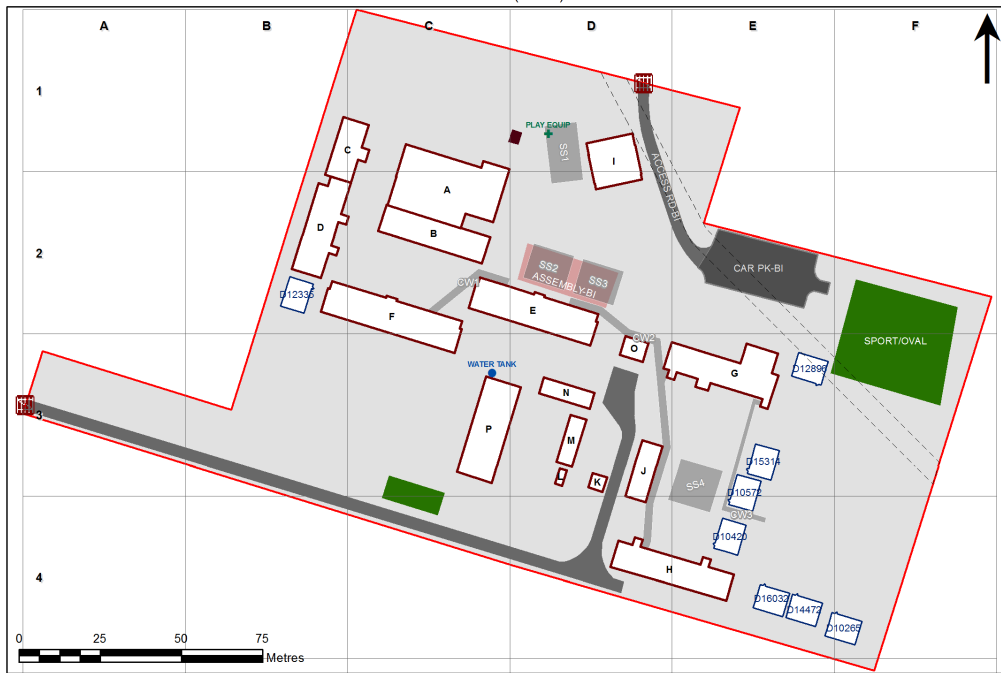 A B C D E F
1
PLAY EQUIP
C
SS1
I
A
ACCESS RD-BI
2
D
B
SS2
SS3
ASSEMBLY-BI
CAR PK-BI
CW1
D12335
F
E
SPORT/OVAL
CW2
O
WATER TANK
G
D12896
N
3
P
M
J
D15314
L
K
SS4
D10572
CW3
D10420
4
H
D16032
D14472
D10265
0 25 50 75
Metres